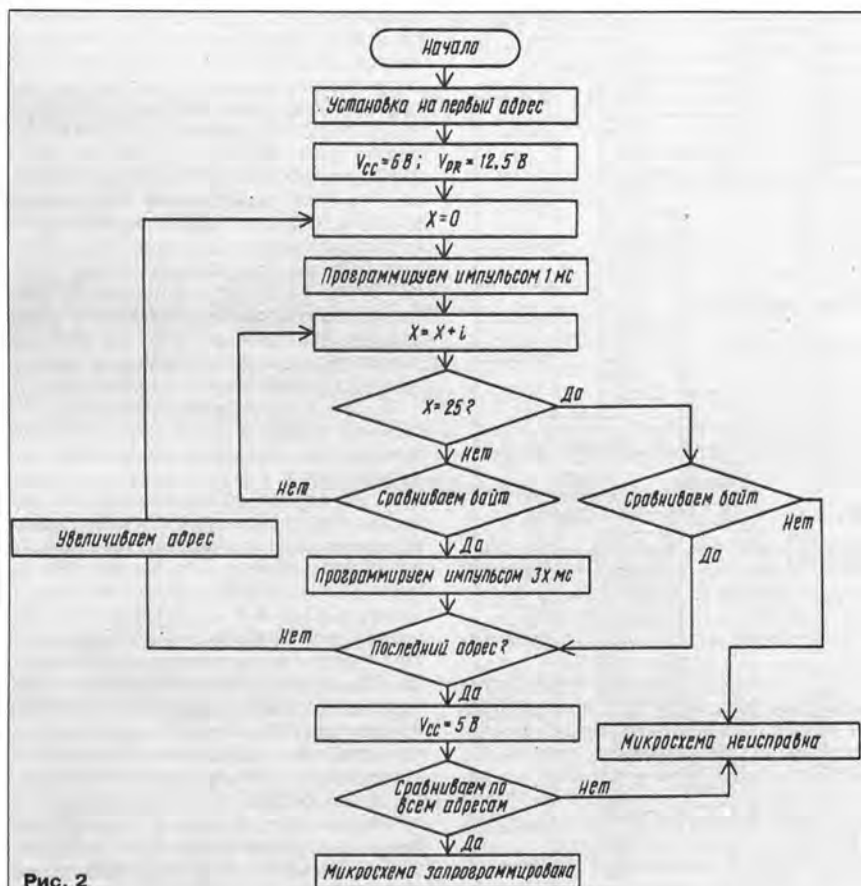 Начало
Установка на первый адрес
V_CC = 6 В; V_PR = 12,5 В
X = 0
Программируем импульсом 1 мс
X = X + i
X = 25 ?
Да
Нет
Нет
Сравниваем байт
Сравниваем байт
Нет
Увеличиваем адрес
Да
Да
Программируем импульсом 3X мс
Нет
Последний адрес?
Да
V_CC = 5 В
Микросхема неисправна
Сравниваем по
всем адресам
Нет
Да
Микросхема запрограммирована
Рис. 2